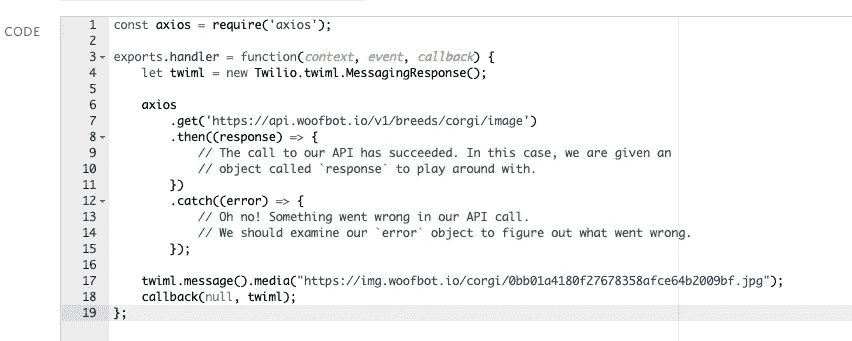 CODE
1 const axios = require('axios');
2
3 exports.handler = function(context, event, callback) {
4     let twiml = new Twilio.twiml.MessagingResponse();
5
6     axios
7         .get('https://api.woofbot.io/v1/breeds/corgi/image')
8         .then((response) => {
9             // The call to our API has succeeded. In this case, we are given an
10             // object called `response` to play around with.
11         })
12         .catch((error) => {
13             // Oh no! Something went wrong in our API call.
14             // We should examine our `error` object to figure out what went wrong.
15         });
16
17     twiml.message().media("https://img.woofbot.io/corgi/0bb01a4180f27678358afce64b2009bf.jpg");
18     callback(null, twiml);
19 };